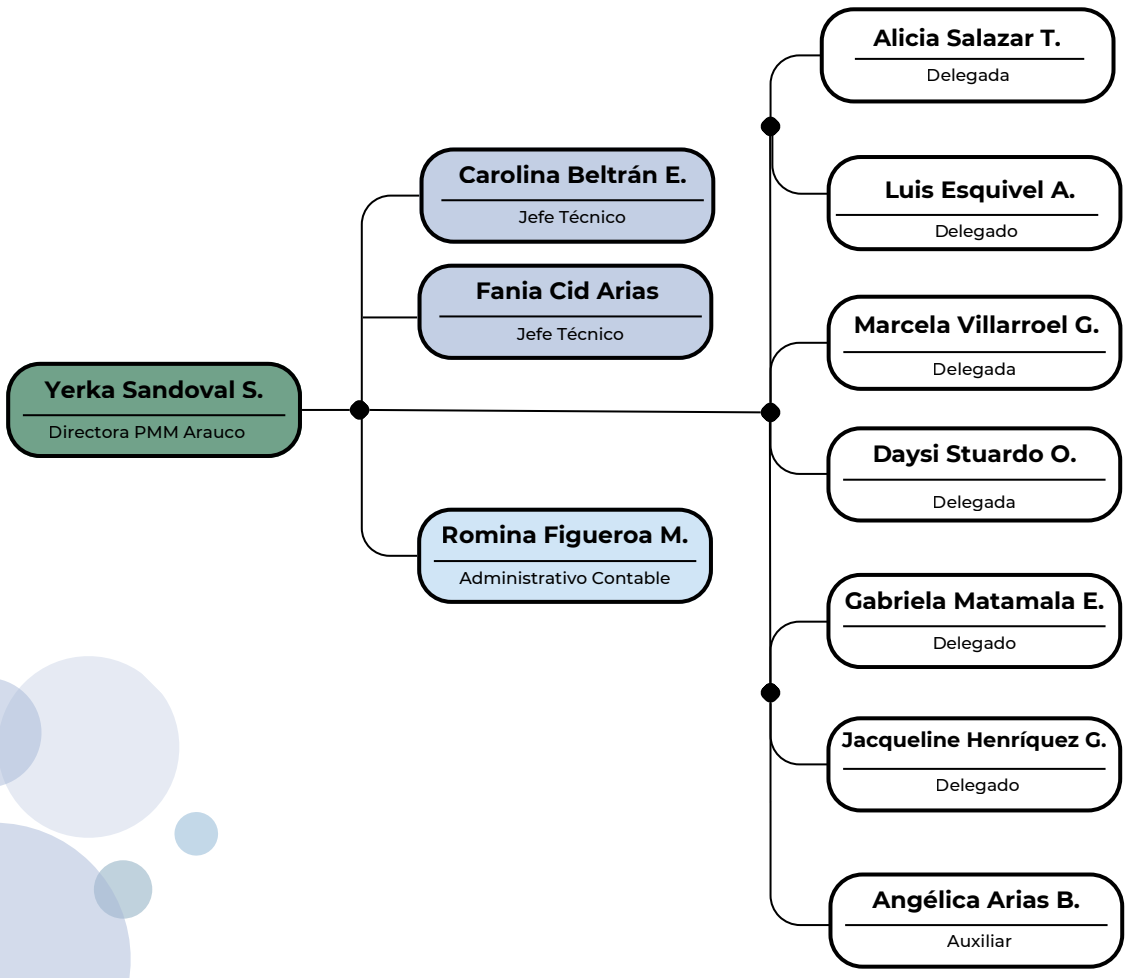 Yerka Sandoval S.
Directora PMM Arauco
Carolina Beltrán E.
Jefe Técnico
Fania Cid Arias
Jefe Técnico
Romina Figueroa M.
Administrativo Contable
Alicia Salazar T.
Delegada
Luis Esquivel A.
Delegado
Marcela Villarroel G.
Delegada
Daysi Stuardo O.
Delegada
Gabriela Matamala E.
Delegado
Jacqueline Henríquez G.
Delegado
Angélica Arias B.
Auxiliar